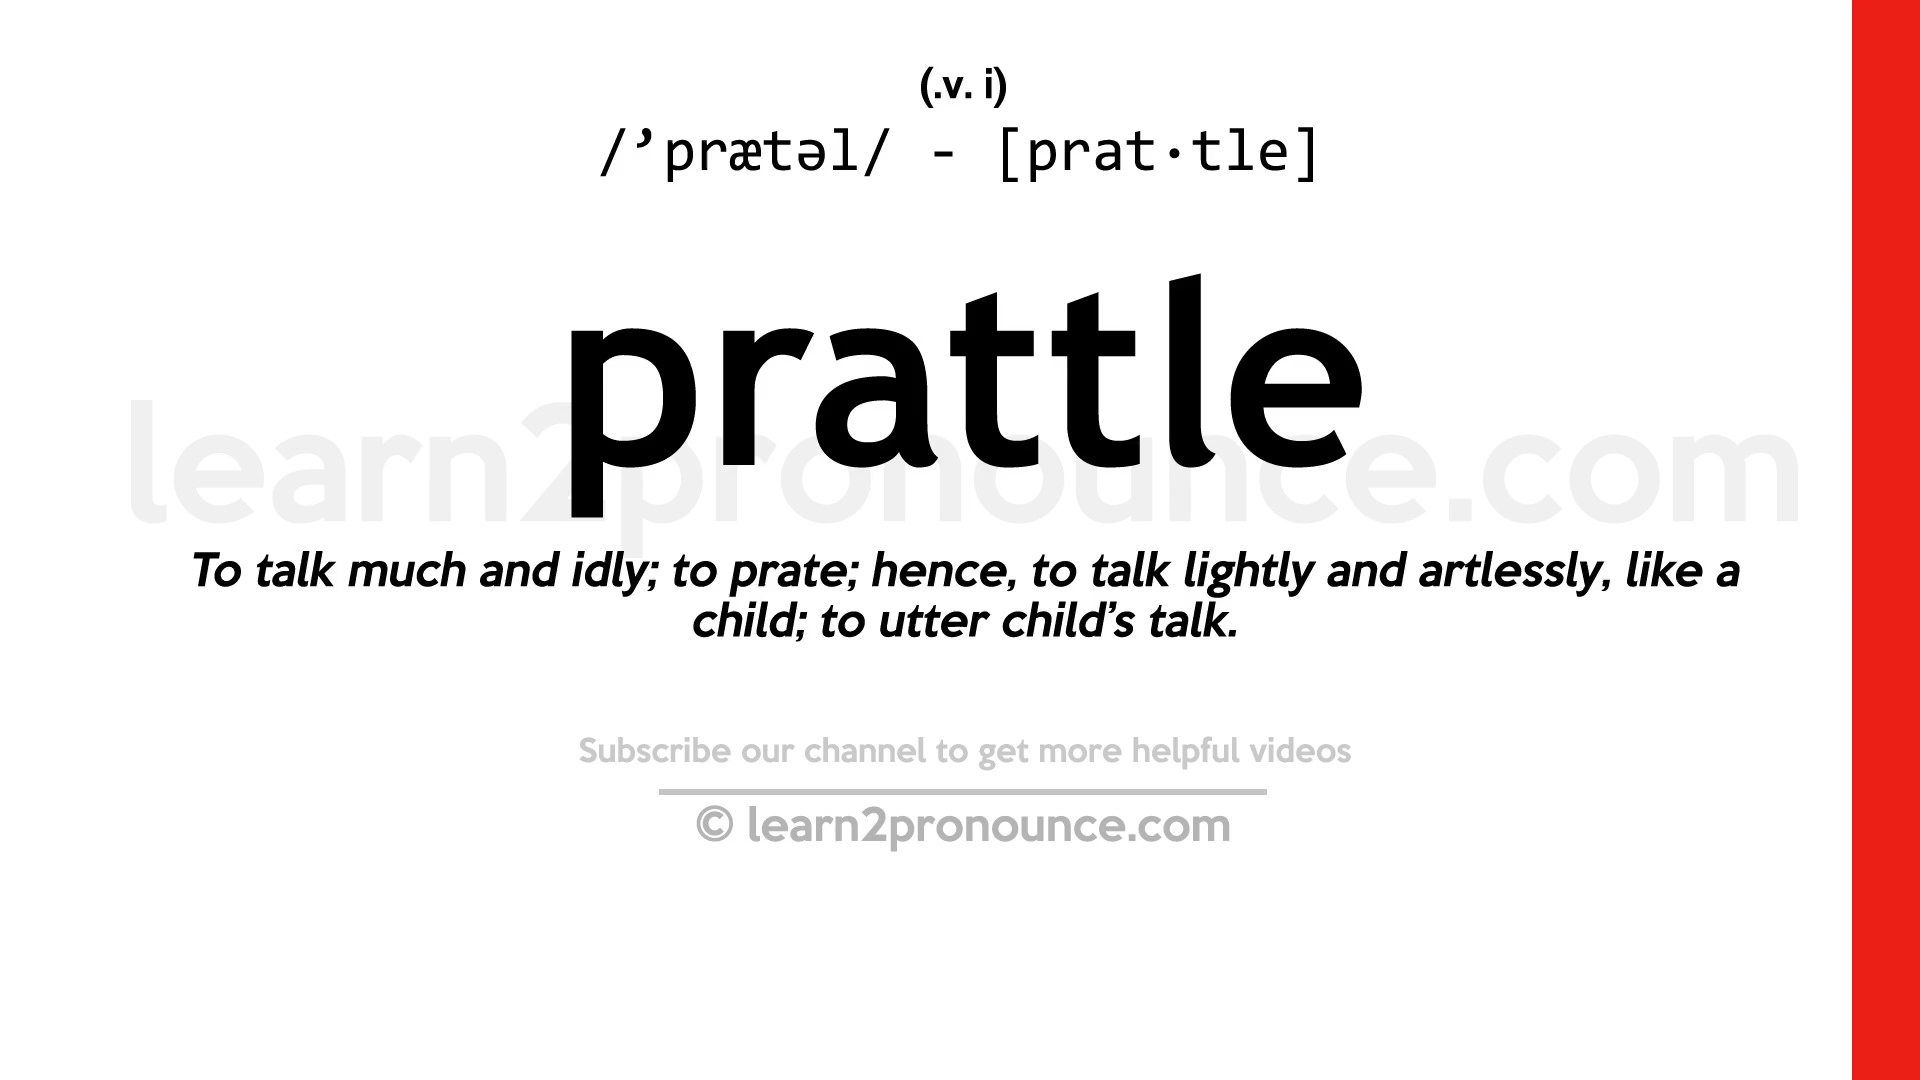 (.v. i)
/’prætəl/ - [prat·tle]
prattle
learn2pronounce.com
To talk much and idly; to prate; hence, to talk lightly and artlessly, like a
child; to utter child’s talk.
Subscribe our channel to get more helpful videos
© learn2pronounce.com